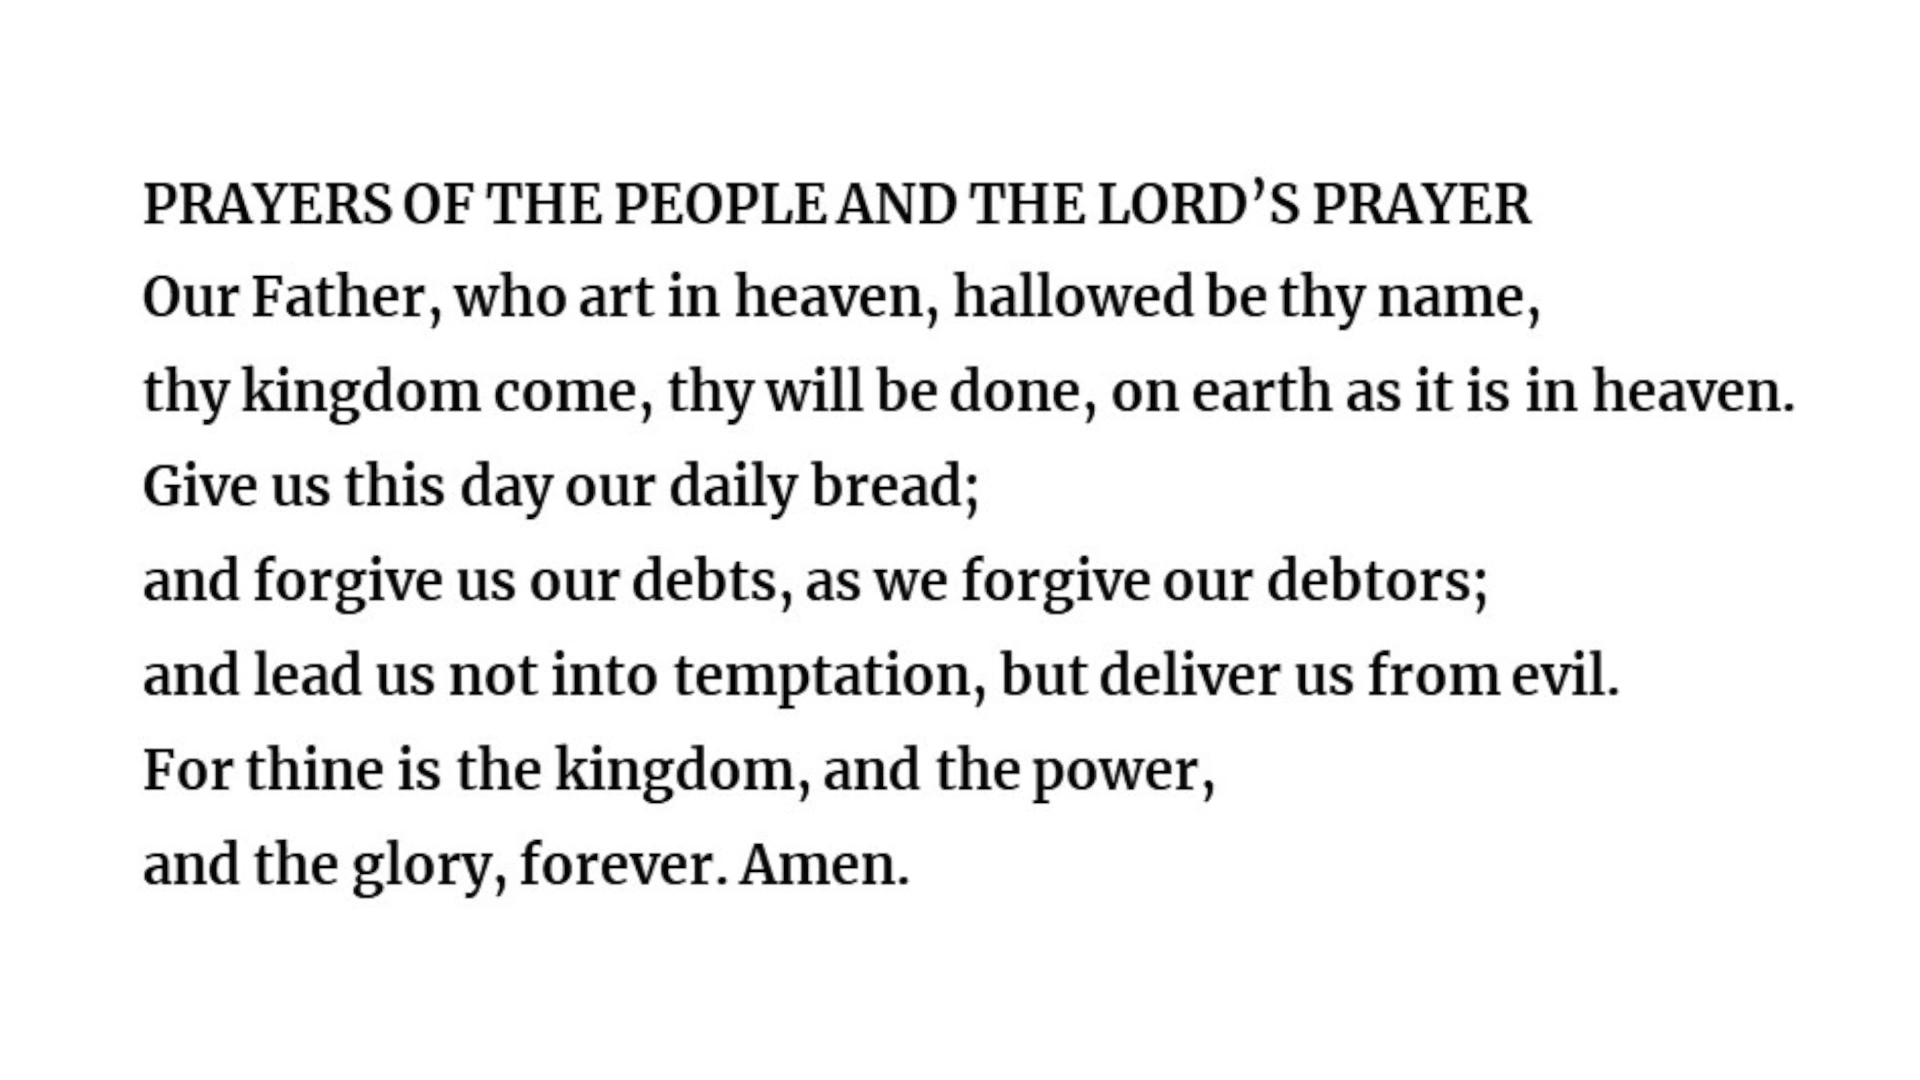 PRAYERS OF THE PEOPLE AND THE LORD’S PRAYER
Our Father, who art in heaven, hallowed be thy name,
thy kingdom come, thy will be done, on earth as it is in heaven.
Give us this day our daily bread;
and forgive us our debts, as we forgive our debtors;
and lead us not into temptation, but deliver us from evil.
For thine is the kingdom, and the power,
and the glory, forever. Amen.